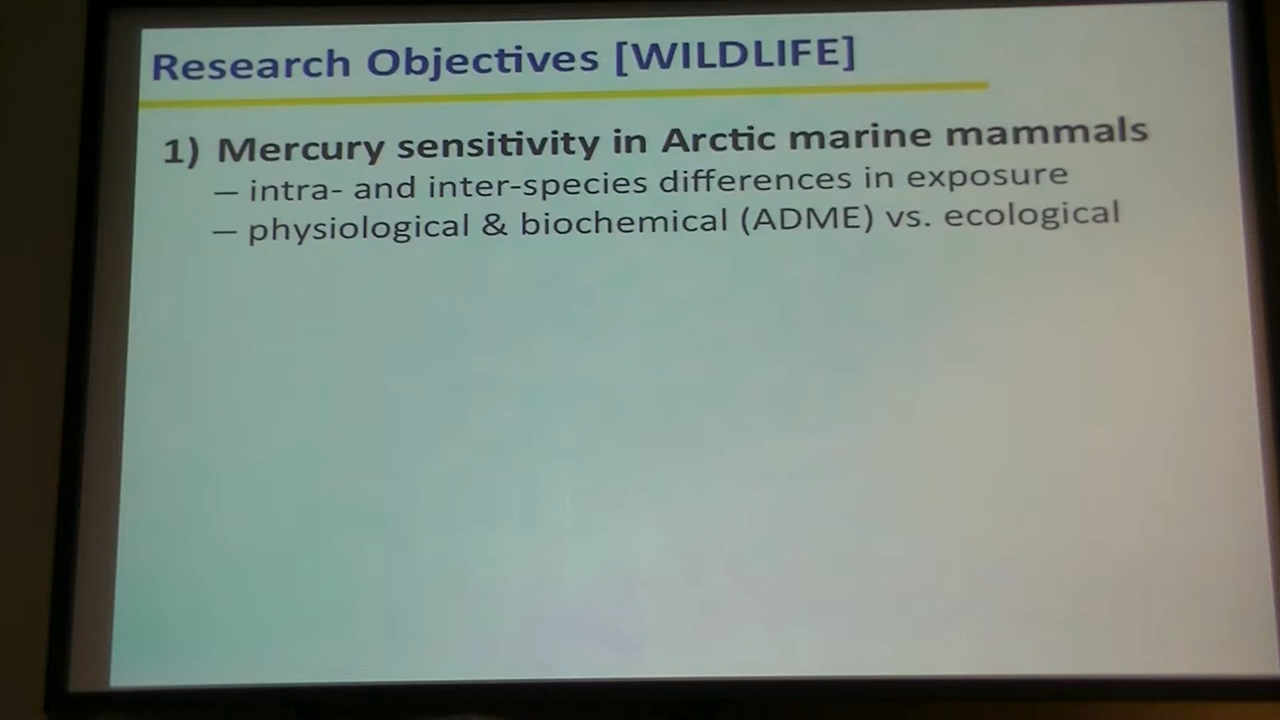 Research Objectives [WILDLIFE]
1) Mercury sensitivity in Arctic marine mammals
– intra- and inter-species differences in exposure
– physiological & biochemical (ADME) vs. ecological